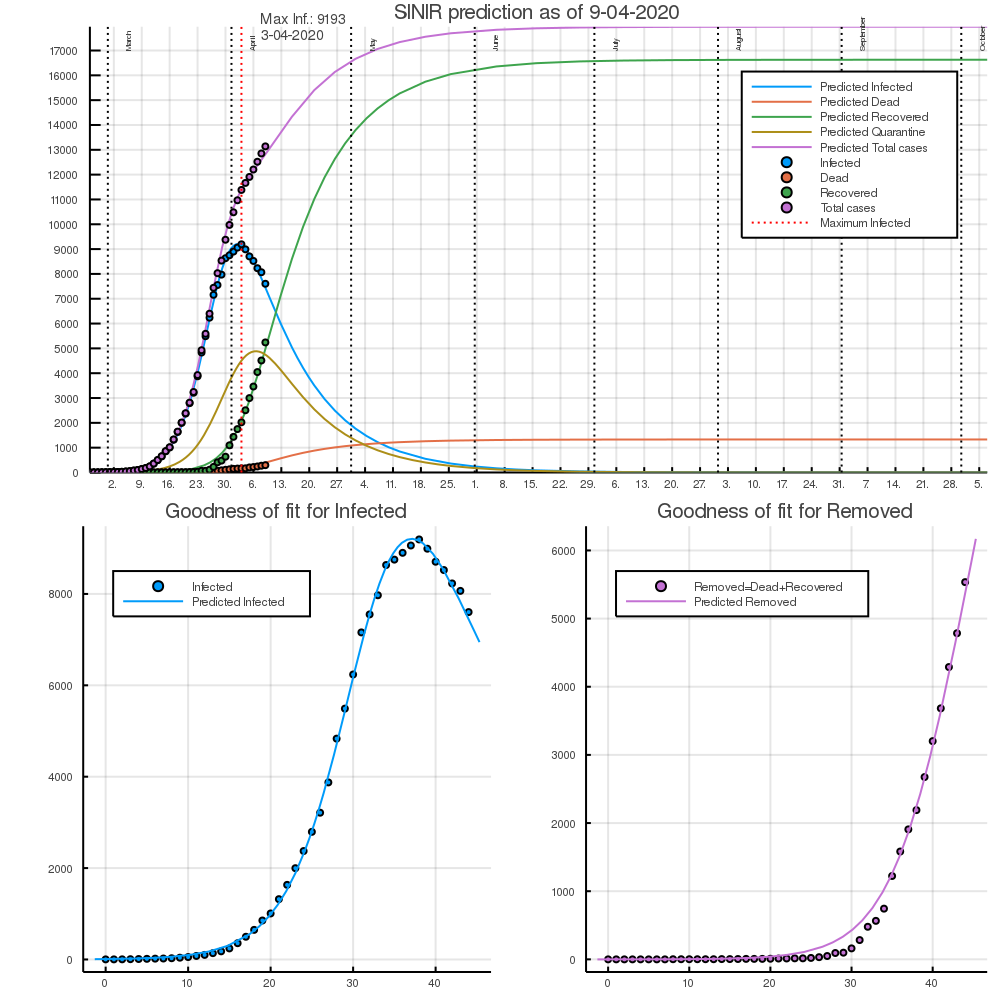 SINIR prediction as of 9-04-2020
Max Inf.: 9193
3-04-2020
March
April
May
June
July
August
September
October
17000
16000
15000
14000
13000
12000
11000
10000
9000
8000
7000
6000
5000
4000
3000
2000
1000
0
Predicted Infected
Predicted Dead
Predicted Recovered
Predicted Quarantine
Predicted Total cases
Infected
Dead
Recovered
Total cases
Maximum Infected
2. 9. 16. 23. 30. 6. 13. 20. 27. 4. 11. 18. 25. 1. 8. 15. 22. 29. 6. 13. 20. 27. 3. 10. 17. 24. 31. 7. 14. 21. 28. 5.
Goodness of fit for Infected
Infected
Predicted Infected
8000
6000
4000
2000
0
0 10 20 30 40
Goodness of fit for Removed
Removed=Dead+Recovered
Predicted Removed
6000
5000
4000
3000
2000
1000
0
0 10 20 30 40